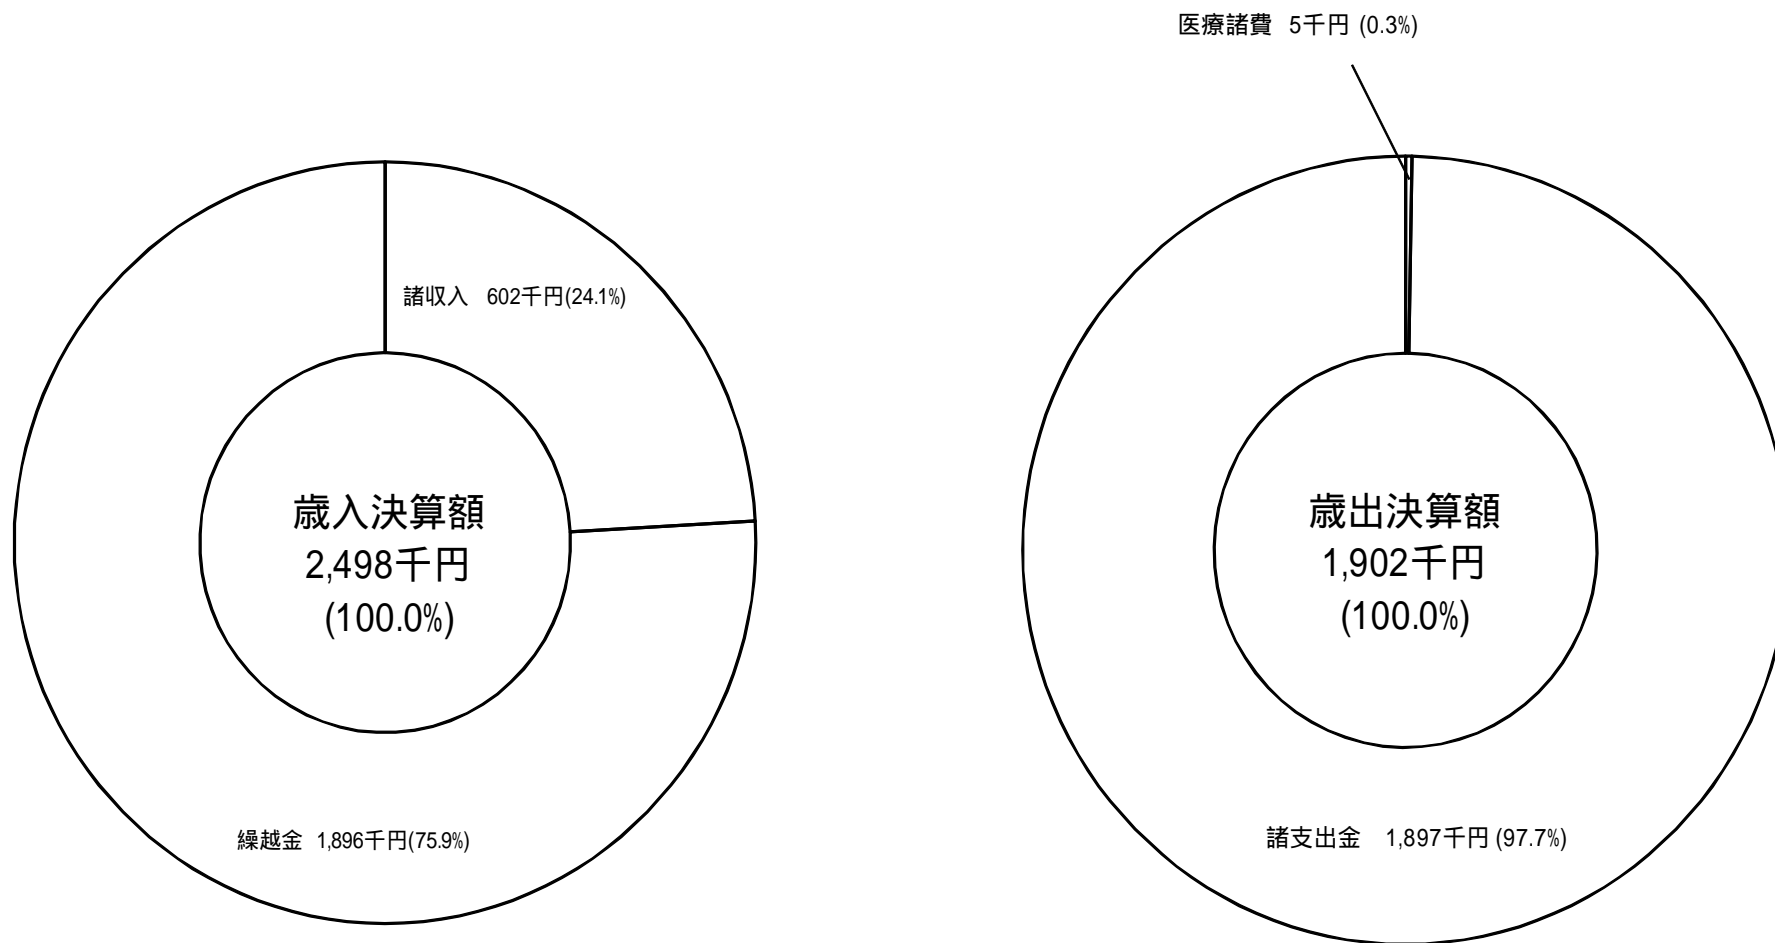 医療諸費 5千円 (0.3%)
諸収入 602千円(24.1%)
歳入決算額
2,498千円
(100.0%)
繰越金 1,896千円(75.9%)
歳出決算額
1,902千円
(100.0%)
諸支出金 1,897千円 (97.7%)